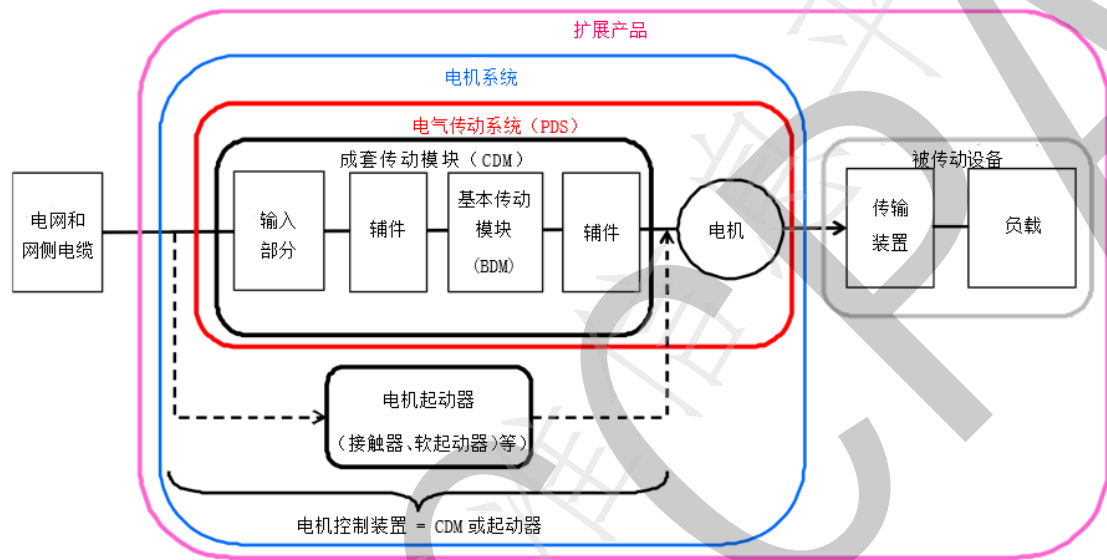 扩展产品
电机系统
电气传动系统（PDS）
成套传动模块（CDM）
被传动设备
电网和
网侧电缆
输入
部分
辅件
基本传动
模块
(BDM)
辅件
电机
传输
装置
负载
电机起动器
（接触器、软起动器)等）
电机控制装置 = CDM 或起动器